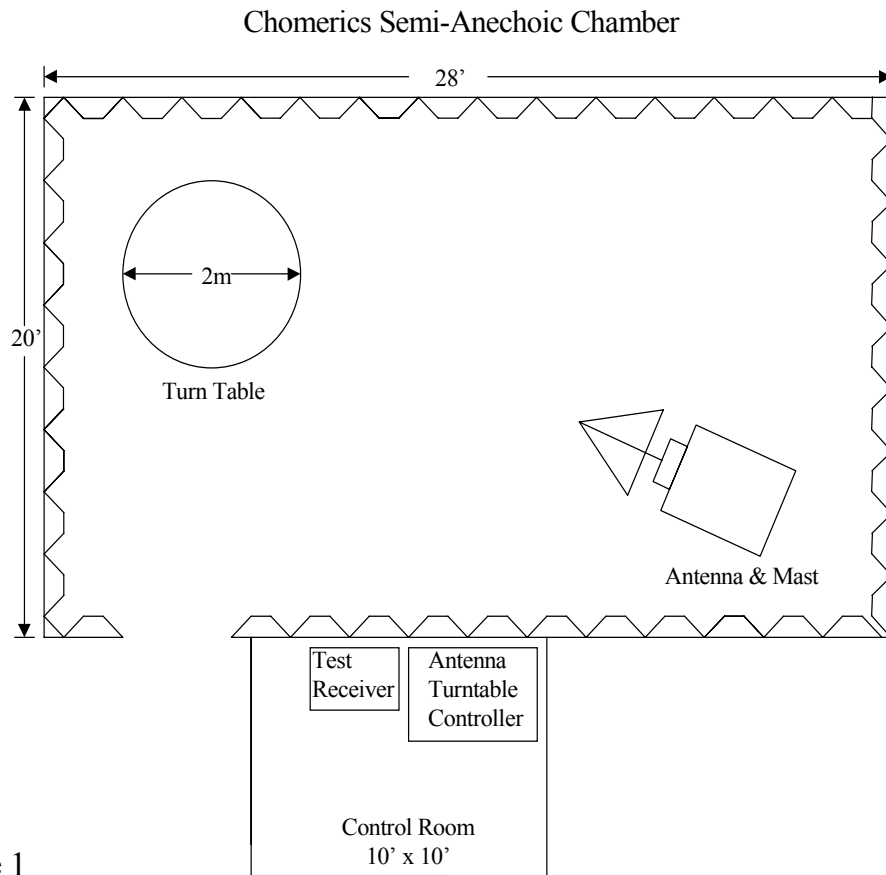 Chomerics Semi-Anechoic Chamber
28’
2m
20’
Turn Table
Antenna & Mast
Test
Receiver
Antenna
Turntable
Controller
Control Room
10’ x 10’
1